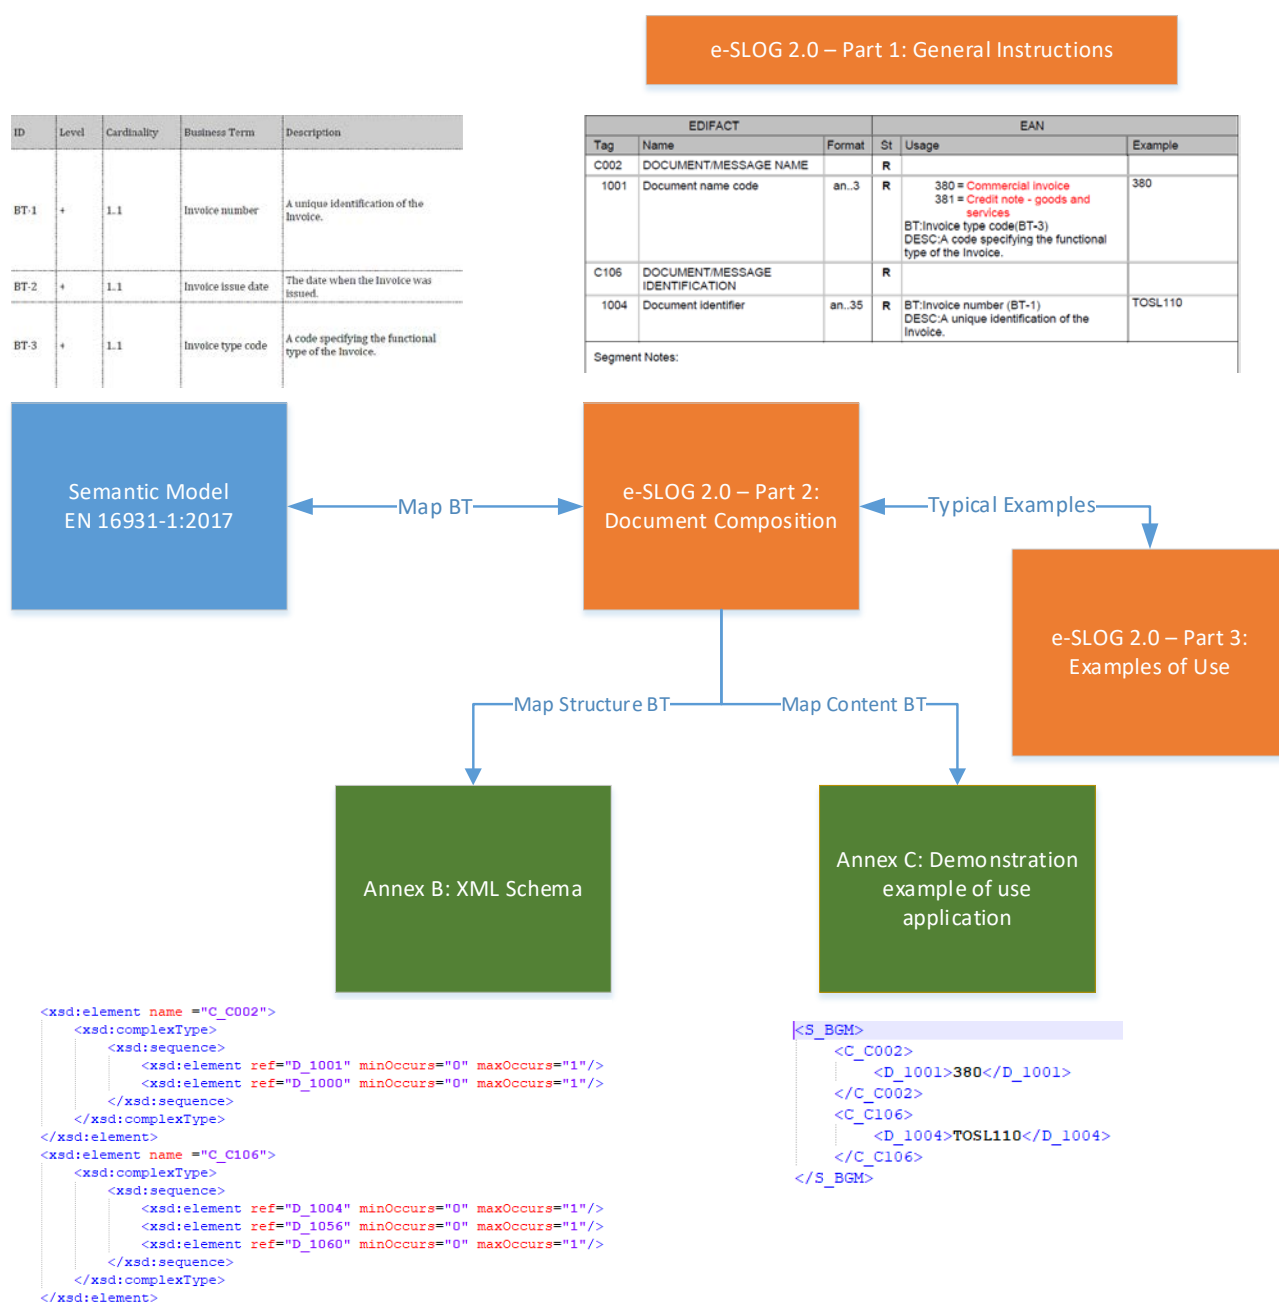 e-SLOG 2.0 – Part 1: General Instructions
ID Level Cardinality Business Term Description
BT-1 + 1..1 Invoice number A unique identification of the
Invoice.
BT-2 + 1..1 Invoice issue date The date when the Invoice was
issued.
BT-3 + 1..1 Invoice type code A code specifying the functional
type of the Invoice.
EDIFACT EAN
Tag Name Format St Usage Example
C002 DOCUMENT/MESSAGE NAME R
1001 Document name code an..3 R 380 = Commercial invoice 380
381 = Credit note - goods and
services
BT:Invoice type code(BT-3)
DESC:A code specifying the functional
type of the Invoice.
C106 DOCUMENT/MESSAGE R
IDENTIFICATION
1004 Document identifier an..35 R BT:Invoice number (BT-1) TOSL110
DESC:A unique identification of the
Invoice.
Segment Notes:
Semantic Model
EN 16931-1:2017
Map BT
e-SLOG 2.0 – Part 2:
Document Composition
Typical Examples
e-SLOG 2.0 – Part 3:
Examples of Use
Map Structure BT
Map Content BT
Annex B: XML Schema
Annex C: Demonstration
example of use
application
<xsd:element name ="C_C002">
<xsd:complexType>
<xsd:sequence>
<xsd:element ref="D_1001" minOccurs="0" maxOccurs="1"/>
<xsd:element ref="D_1000" minOccurs="0" maxOccurs="1"/>
</xsd:sequence>
</xsd:complexType>
</xsd:element>
<xsd:element name ="C_C106">
<xsd:complexType>
<xsd:sequence>
<xsd:element ref="D_1004" minOccurs="0" maxOccurs="1"/>
<xsd:element ref="D_1056" minOccurs="0" maxOccurs="1"/>
<xsd:element ref="D_1060" minOccurs="0" maxOccurs="1"/>
</xsd:sequence>
</xsd:complexType>
</xsd:element>
<S_BGM>
<C_C002>
<D_1001>380</D_1001>
</C_C002>
<C_C106>
<D_1004>TOSL110</D_1004>
</C_C106>
</S_BGM>